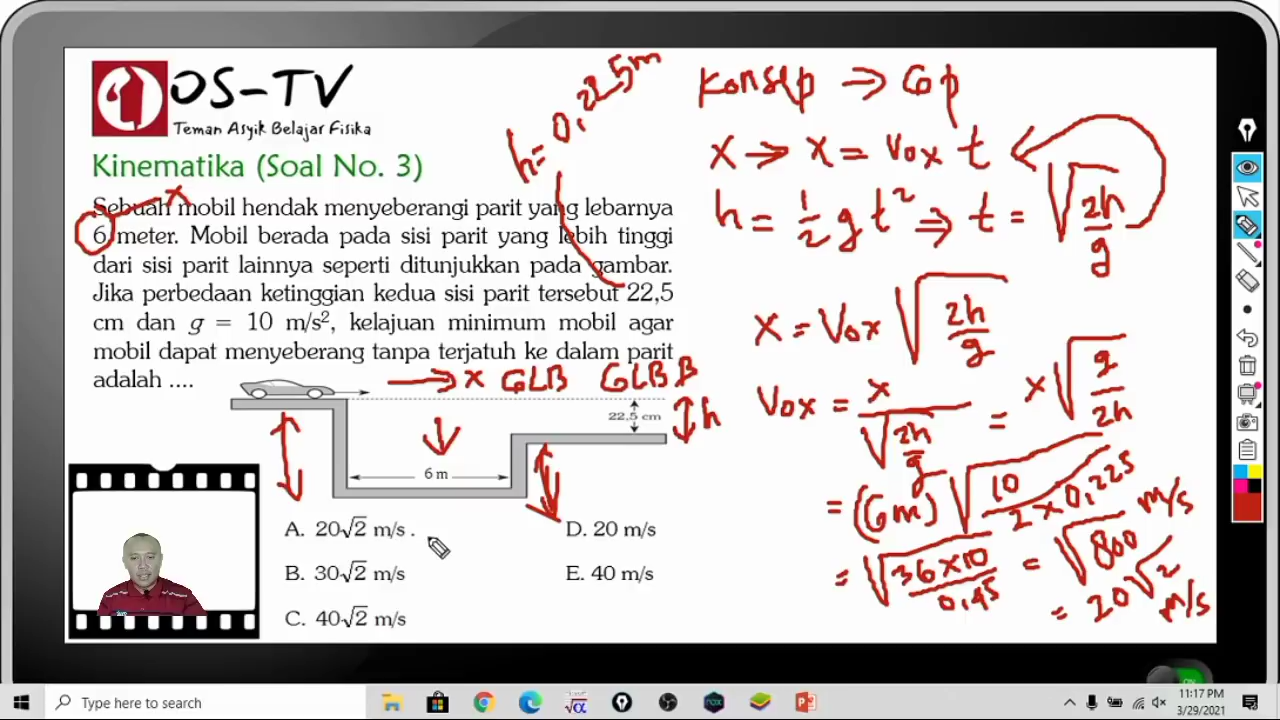 OS-TV
Teman Asyik Belajar Fisika
Kinematika (Soal No. 3)
Sebuah mobil hendak menyeberangi parit yang lebarnya
6 meter. Mobil berada pada sisi parit yang lebih tinggi
dari sisi parit lainnya seperti ditunjukkan pada gambar.
Jika perbedaan ketinggian kedua sisi parit tersebut 22,5
cm dan g = 10 m/s², kelajuan minimum mobil agar
mobil dapat menyeberang tanpa terjatuh ke dalam parit
adalah ....
x
h = 0,225 m
→ x GLB GLBB
22,5 cm
h
6 m
A. 20√2 m/s .
B. 30√2 m/s
C. 40√2 m/s
D. 20 m/s
E. 40 m/s
Konsep ⇒ Gp
x → x = Vox t
h = 1/2 g t² ⇒ t = √(2h/g)
x = Vox √(2h/g)
Vox = x/√(2h/g) = x√(g/2h)
= (6m) √(10/(2 x 0,225)) m/s
= √(36 x 10/0,45) = √800
= 20√2 m/s
Type here to search
ON
11:17 PM
3/29/2021